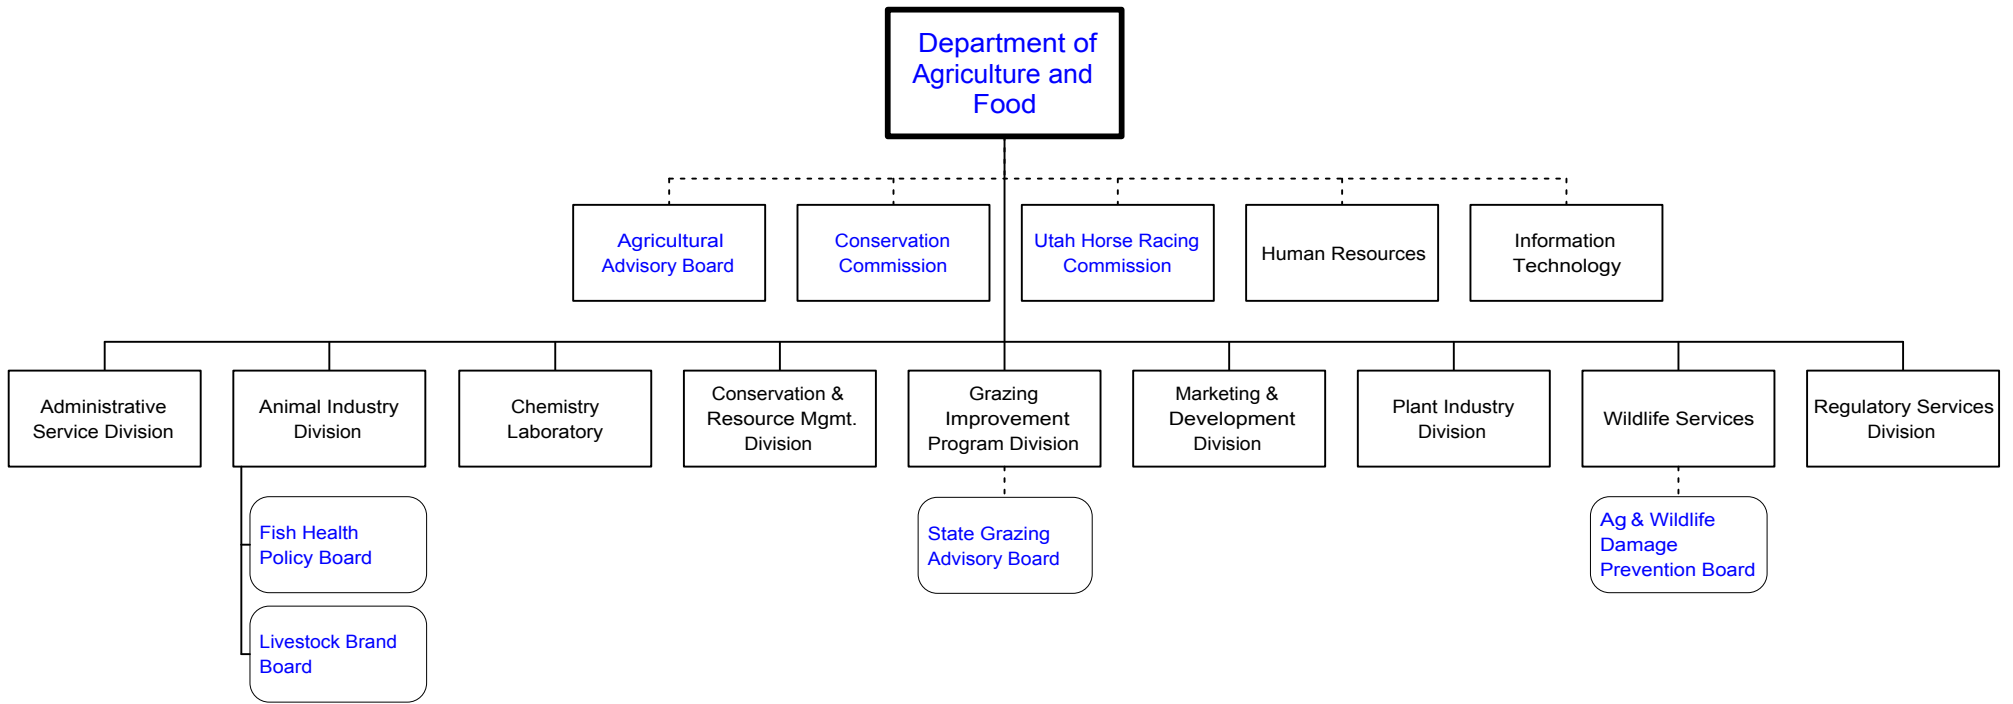 Department of
Agriculture and
Food
Agricultural
Advisory Board
Conservation
Commission
Utah Horse Racing
Commission
Human Resources
Information
Technology
Administrative
Service Division
Animal Industry
Division
Chemistry
Laboratory
Conservation &
Resource Mgmt.
Division
Grazing
Improvement
Program Division
Marketing &
Development
Division
Plant Industry
Division
Wildlife Services
Regulatory Services
Division
Fish Health
Policy Board
Livestock Brand
Board
State Grazing
Advisory Board
Ag & Wildlife
Damage
Prevention Board